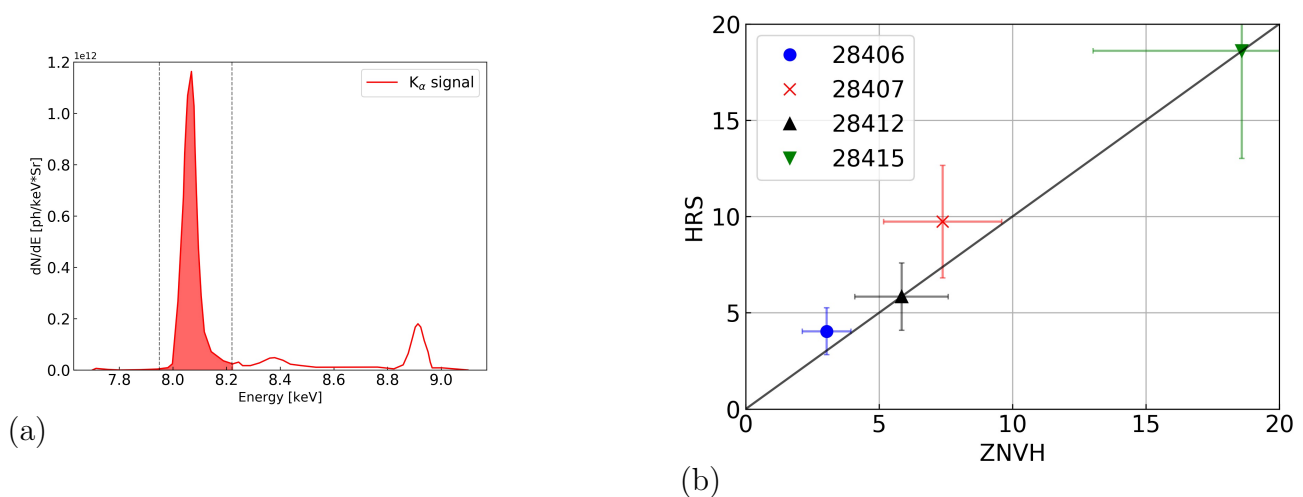 1e12
1.2
1.0
0.8
0.6
0.4
0.2
0.0
dN/dE [ph/keV*Sr]
Kα signal
7.8 8.0 8.2 8.4 8.6 8.8 9.0
Energy [keV]
(a)
20
15
10
5
0
HRS
28406
28407
28412
28415
0 5 10 15 20
ZNVH
(b)